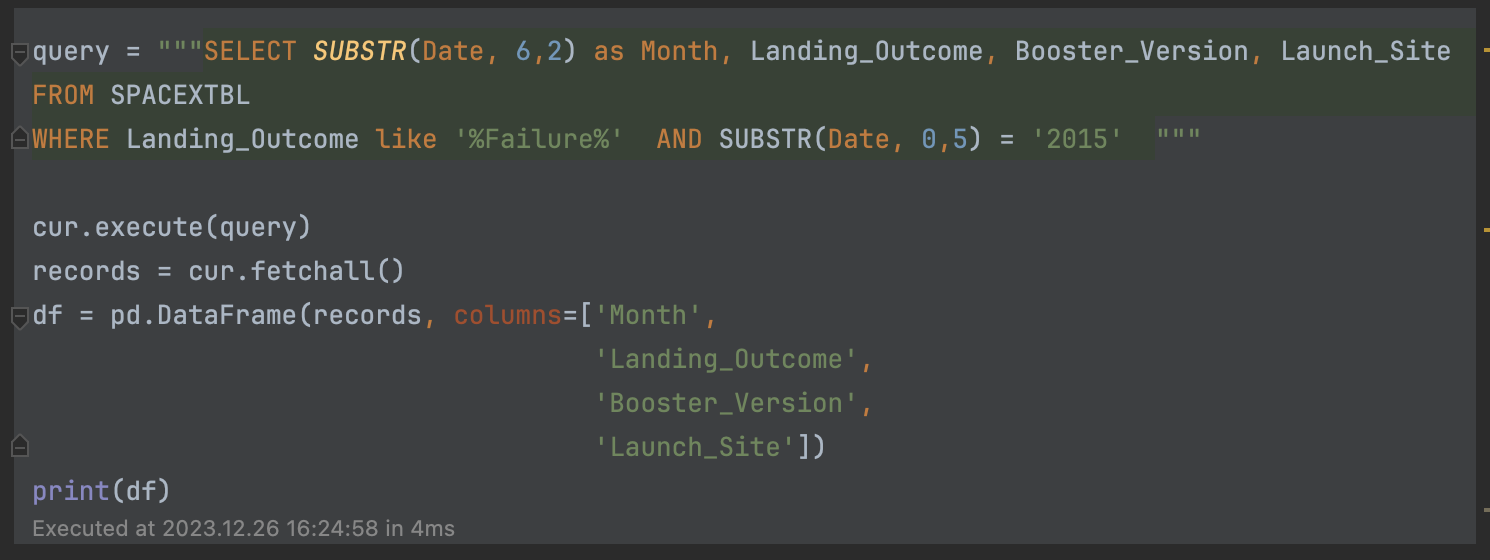 query = """SELECT SUBSTR(Date, 6,2) as Month, Landing_Outcome, Booster_Version, Launch_Site
FROM SPACEXTBL
WHERE Landing_Outcome like '%Failure%'  AND SUBSTR(Date, 0,5) = '2015'  """
cur.execute(query)
records = cur.fetchall()
df = pd.DataFrame(records, columns=['Month',
'Landing_Outcome',
'Booster_Version',
'Launch_Site'])
print(df)
Executed at 2023.12.26 16:24:58 in 4ms